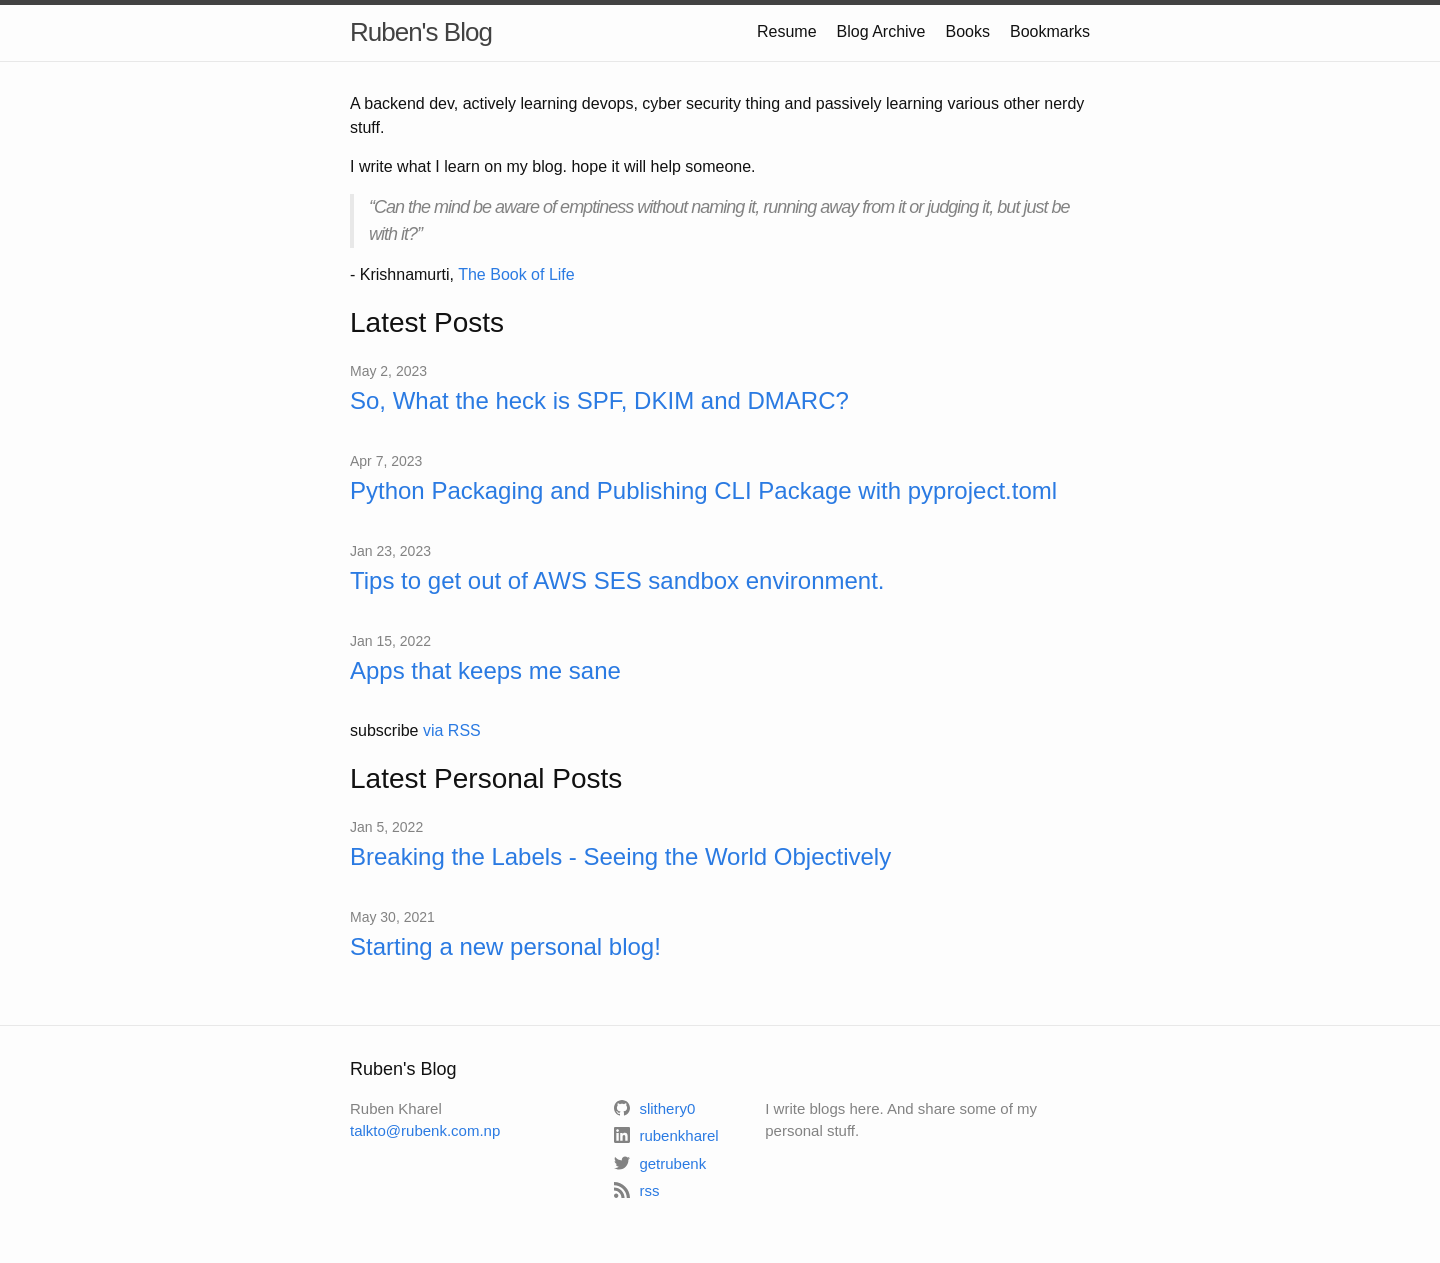 Ruben's Blog
Resume Blog Archive Books Bookmarks
A backend dev, actively learning devops, cyber security thing and passively learning various other nerdy
stuff.
I write what I learn on my blog. hope it will help someone.
“Can the mind be aware of emptiness without naming it, running away from it or judging it, but just be
with it?”
- Krishnamurti, The Book of Life
Latest Posts
May 2, 2023
So, What the heck is SPF, DKIM and DMARC?
Apr 7, 2023
Python Packaging and Publishing CLI Package with pyproject.toml
Jan 23, 2023
Tips to get out of AWS SES sandbox environment.
Jan 15, 2022
Apps that keeps me sane
subscribe via RSS
Latest Personal Posts
Jan 5, 2022
Breaking the Labels - Seeing the World Objectively
May 30, 2021
Starting a new personal blog!
Ruben's Blog
Ruben Kharel
talkto@rubenk.com.np
slithery0
rubenkharel
getrubenk
rss
I write blogs here. And share some of my
personal stuff.